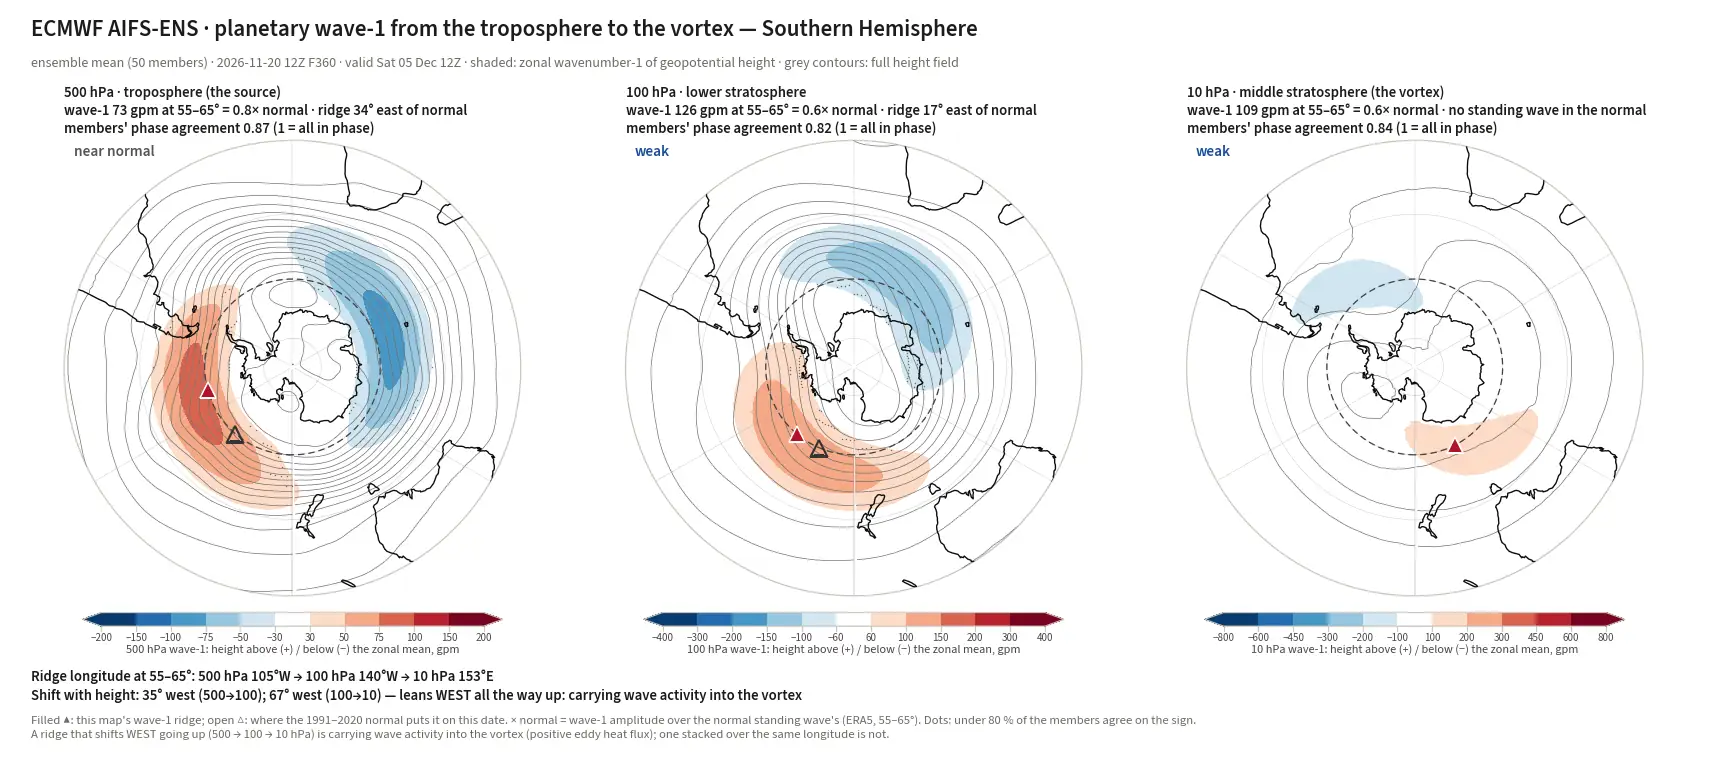 ECMWF AIFS-ENS · planetary wave-1 from the troposphere to the vortex — Southern Hemisphere
ensemble mean (50 members) · 2026-11-20 12Z F360 · valid Sat 05 Dec 12Z · shaded: zonal wavenumber-1 of geopotential height · grey contours: full height field
500 hPa · troposphere (the source)
wave-1 73 gpm at 55–65° = 0.8× normal · ridge 34° east of normal
members' phase agreement 0.87 (1 = all in phase)
near normal
100 hPa · lower stratosphere
wave-1 126 gpm at 55–65° = 0.6× normal · ridge 17° east of normal
members' phase agreement 0.82 (1 = all in phase)
weak
10 hPa · middle stratosphere (the vortex)
wave-1 109 gpm at 55–65° = 0.6× normal · no standing wave in the normal
members' phase agreement 0.84 (1 = all in phase)
weak
−200 −150 −100 −75 −50 −30 30 50 75 100 150 200
500 hPa wave-1: height above (+) / below (−) the zonal mean, gpm
−400 −300 −200 −150 −100 −60 60 100 150 200 300 400
100 hPa wave-1: height above (+) / below (−) the zonal mean, gpm
−800 −600 −450 −300 −200 −100 100 200 300 450 600 800
10 hPa wave-1: height above (+) / below (−) the zonal mean, gpm
Ridge longitude at 55–65°: 500 hPa 105°W → 100 hPa 140°W → 10 hPa 153°E
Shift with height: 35° west (500→100); 67° west (100→10) — leans WEST all the way up: carrying wave activity into the vortex
Filled ▲: this map's wave-1 ridge; open △: where the 1991–2020 normal puts it on this date. × normal = wave-1 amplitude over the normal standing wave's (ERA5, 55–65°). Dots: under 80 % of the members agree on the sign.
A ridge that shifts WEST going up (500 → 100 → 10 hPa) is carrying wave activity into the vortex (positive eddy heat flux); one stacked over the same longitude is not.